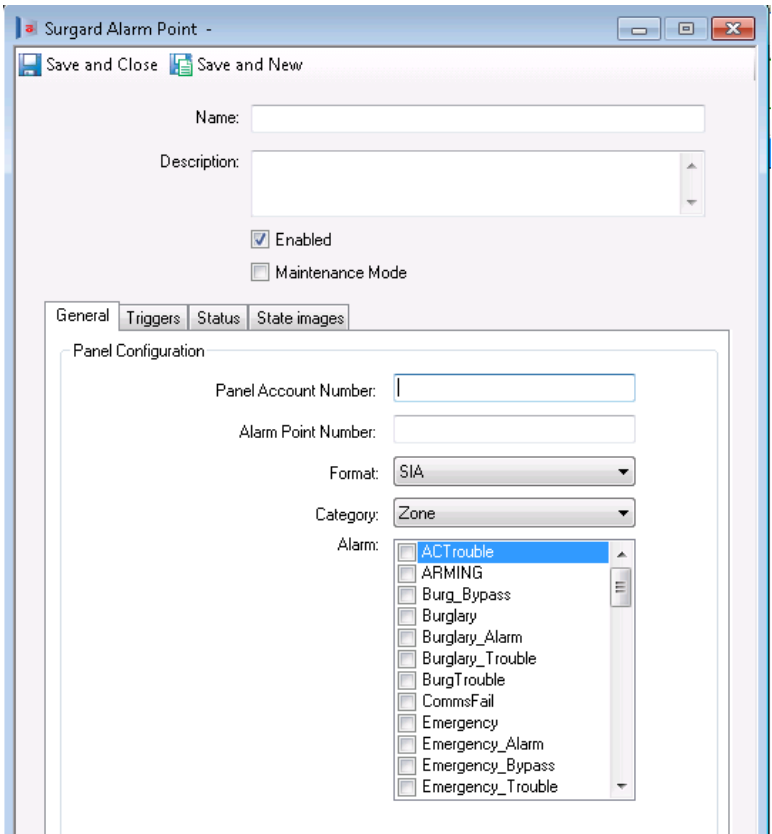 Surgard Alarm Point -
Save and Close Save and New
Name:
Description:
Enabled
Maintenance Mode
General Triggers Status State images
Panel Configuration
Panel Account Number:
Alarm Point Number:
Format: SIA
Category: Zone
Alarm: ACTrouble
ARMING
Burg_Bypass
Burglary
Burglary_Alarm
Burglary_Trouble
BurgTrouble
CommsFail
Emergency
Emergency_Alarm
Emergency_Bypass
Emergency_Trouble